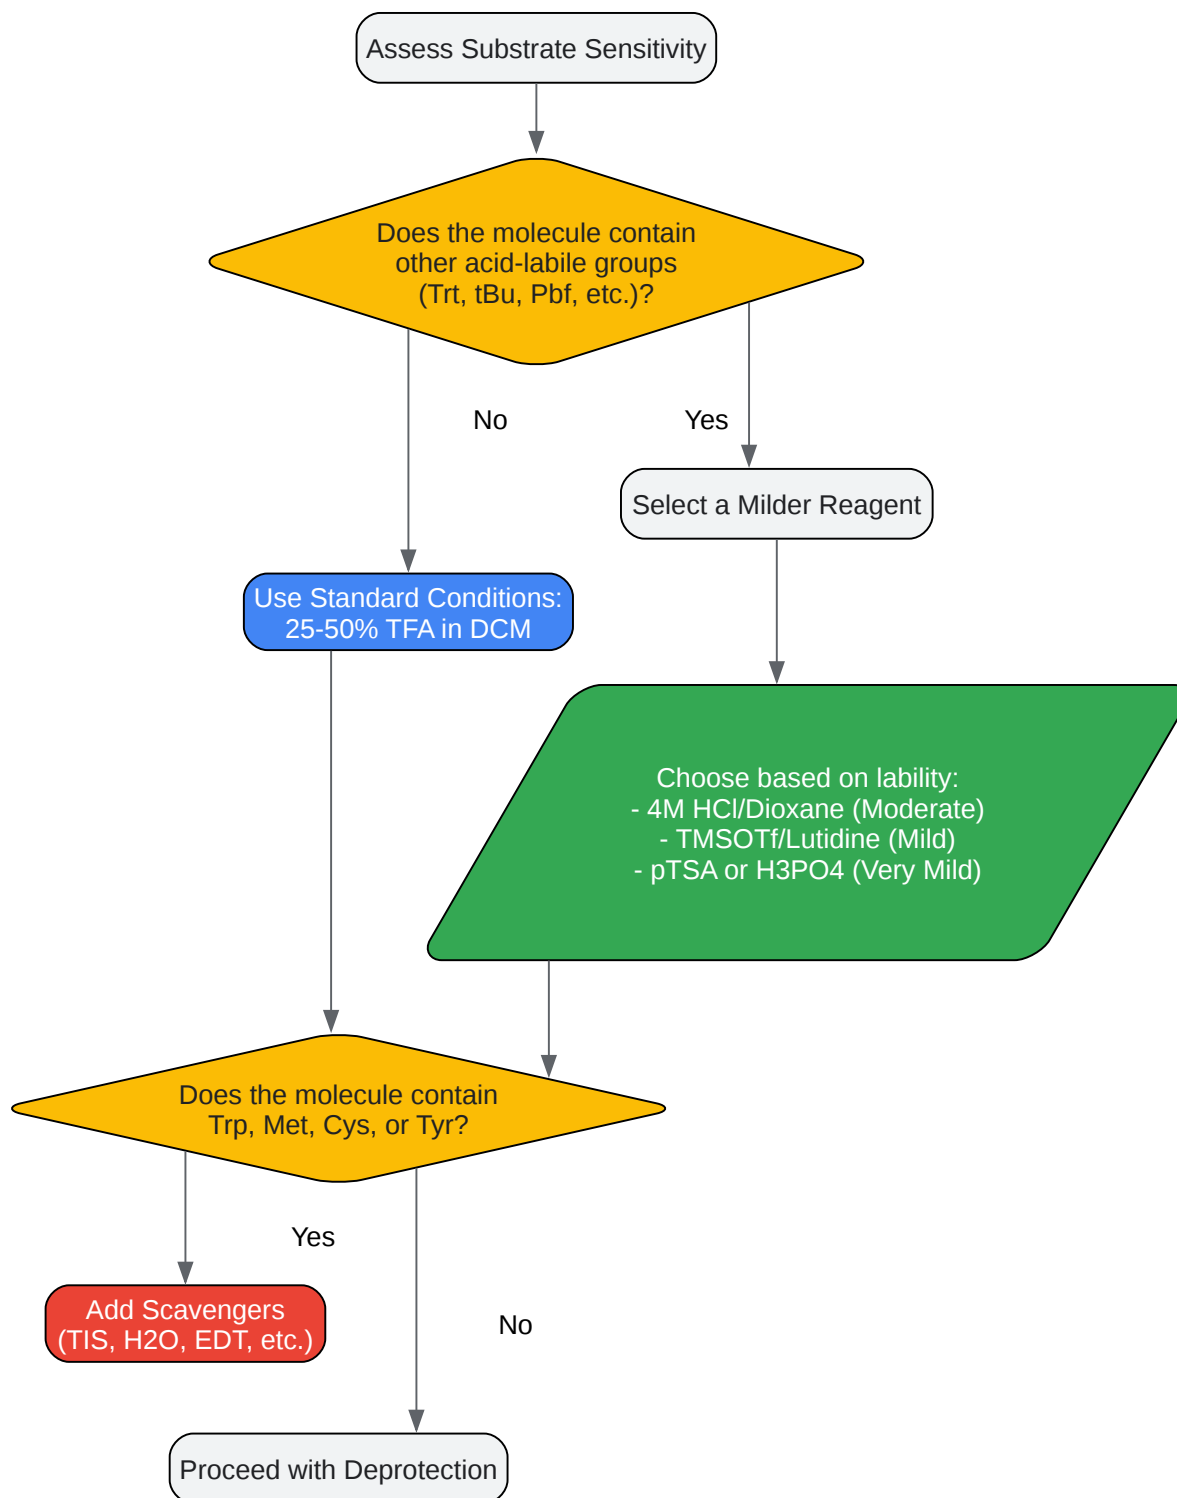 Assess Substrate Sensitivity
Does the molecule contain
other acid-labile groups
(Trt, tBu, Pbf, etc.)?
No
Yes
Select a Milder Reagent
Use Standard Conditions:
25-50% TFA in DCM
Choose based on lability:
- 4M HCl/Dioxane (Moderate)
- TMSOTf/Lutidine (Mild)
- pTSA or H3PO4 (Very Mild)
Does the molecule contain
Trp, Met, Cys, or Tyr?
Yes
Add Scavengers
(TIS, H2O, EDT, etc.)
No
Proceed with Deprotection